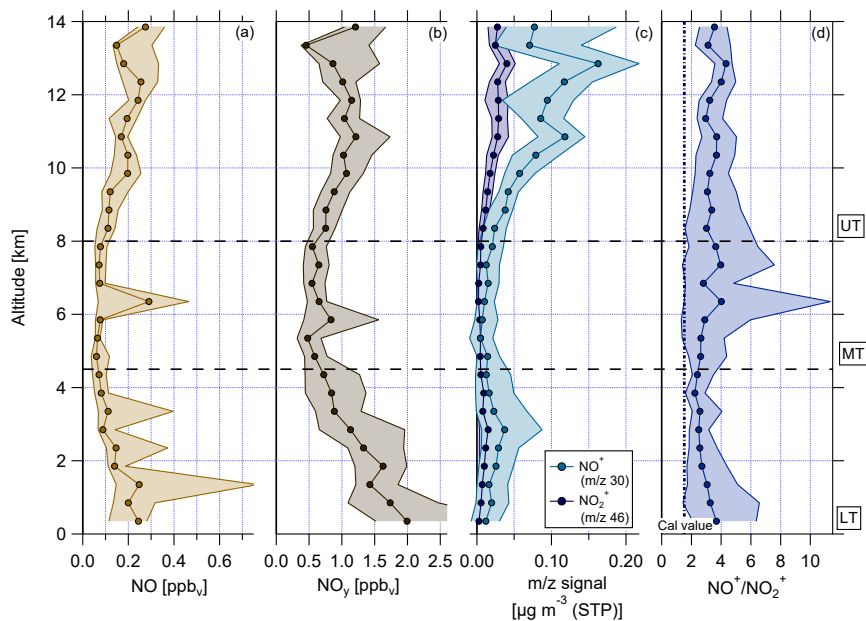 (a) (b) (c) (d)
14
12
10
8
6
4
2
0
Altitude [km]
UT
MT
LT
NO⁺
(m/z 30)
NO₂⁺
(m/z 46)
Cal value
0.0 0.2 0.4 0.6
0.0 0.5 1.0 1.5 2.0 2.5
0.00 0.10 0.20
0 2 4 6 8 10
NO [ppbᵥ]
NOy [ppbᵥ]
m/z signal
[µg m⁻³ (STP)]
NO⁺/NO₂⁺